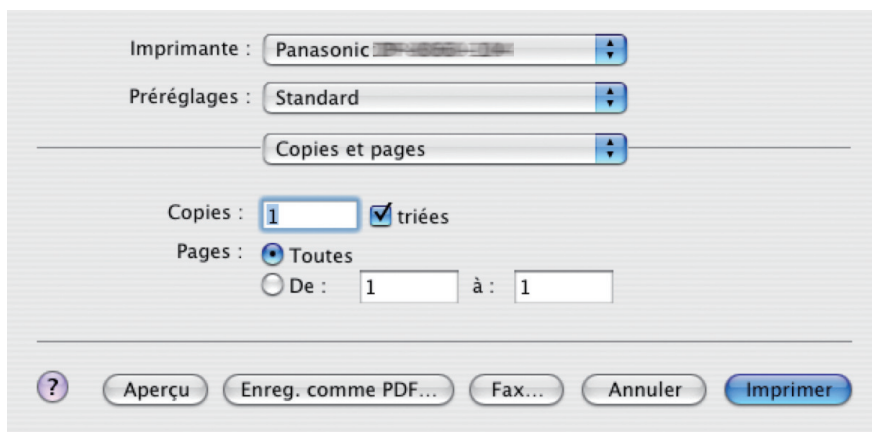 Imprimante : Panasonic
Préréglages : Standard
Copies et pages
Copies : 1 triées
Pages : Toutes
De : 1 à : 1
? Aperçu Enreg. comme PDF... Fax... Annuler Imprimer